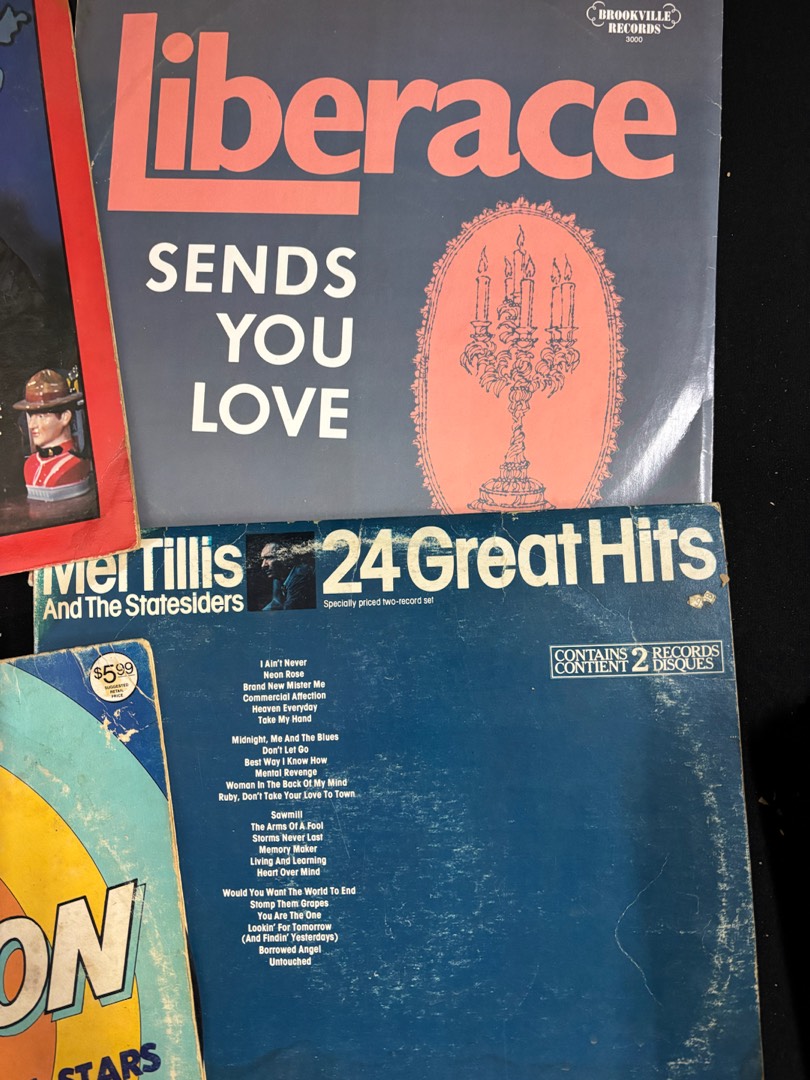 BROOKVILLE
RECORDS
3000
Liberace
SENDS
YOU
LOVE
Mel Tillis
And The Statesiders
24 Great Hits
Specially priced two-record set
CONTAINS 2 RECORDS
CONTIENT DISQUES
I Ain't Never
Neon Rose
Brand New Mister Me
Commercial Affection
Heaven Everyday
Take My Hand
Midnight, Me And The Blues
Don't Let Go
Best Way I Know How
Mental Revenge
Woman In The Back Of My Mind
Ruby, Don't Take Your Love To Town
Sawmill
The Arms Of A Fool
Storms Never Last
Memory Maker
Living And Learning
Heart Over Mind
Would You Want The World To End
Stomp Them Grapes
You Are The One
Lookin' For Tomorrow
(And Findin' Yesterdays)
Borrowed Angel
Untouched
$5.99
SUGGESTED
RETAIL
PRICE
ON
STARS